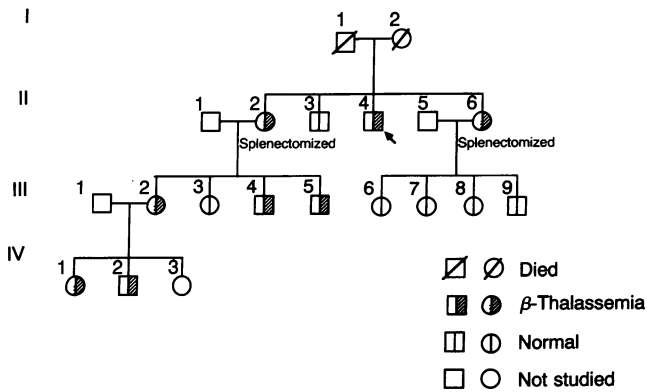 I
1 2
II
1 2 3 4 5 6
Splenectomized Splenectomized
III
1 2 3 4 5 6 7 8 9
IV
1 2 3
Died
β-Thalassemia
Normal
Not studied